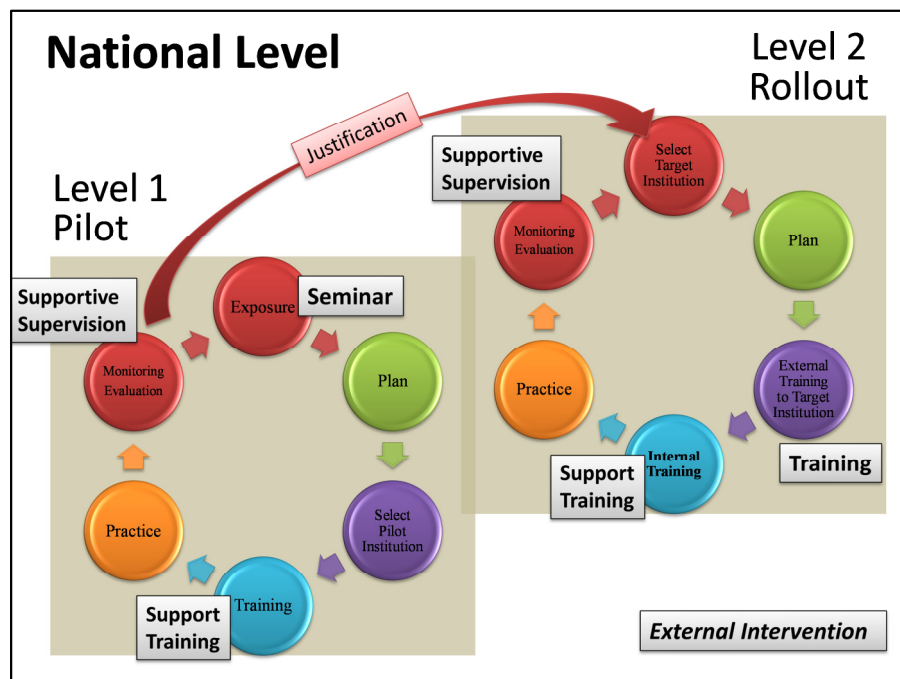 National Level
Level 2
Rollout
Justification
Level 1
Pilot
Supportive
Supervision
Exposure
Seminar
Monitoring
Evaluation
Plan
Practice
Select
Pilot
Institution
Training
Support
Training
Supportive
Supervision
Select
Target
Institution
Monitoring
Evaluation
Plan
Practice
External
Training
to Target
Institution
Internal
Training
Support
Training
Training
External Intervention